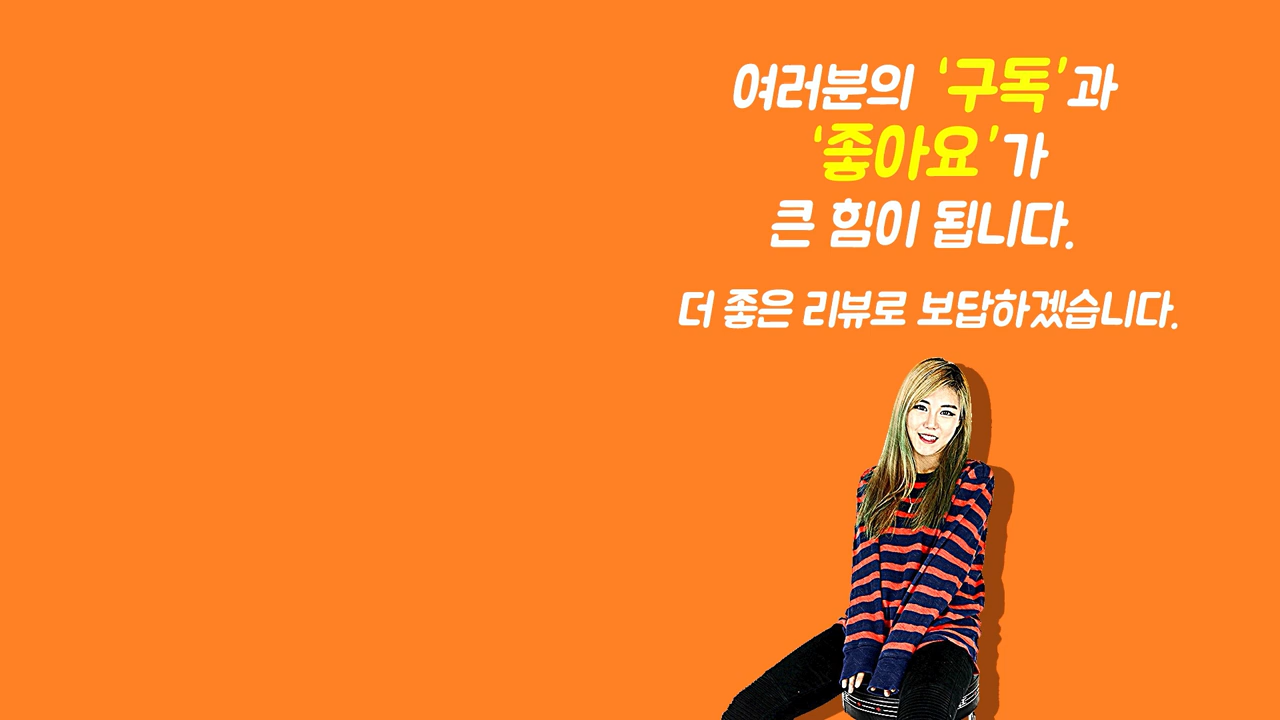 여러분의 '구독'과
'좋아요'가
큰 힘이 됩니다.
더 좋은 리뷰로 보답하겠습니다.